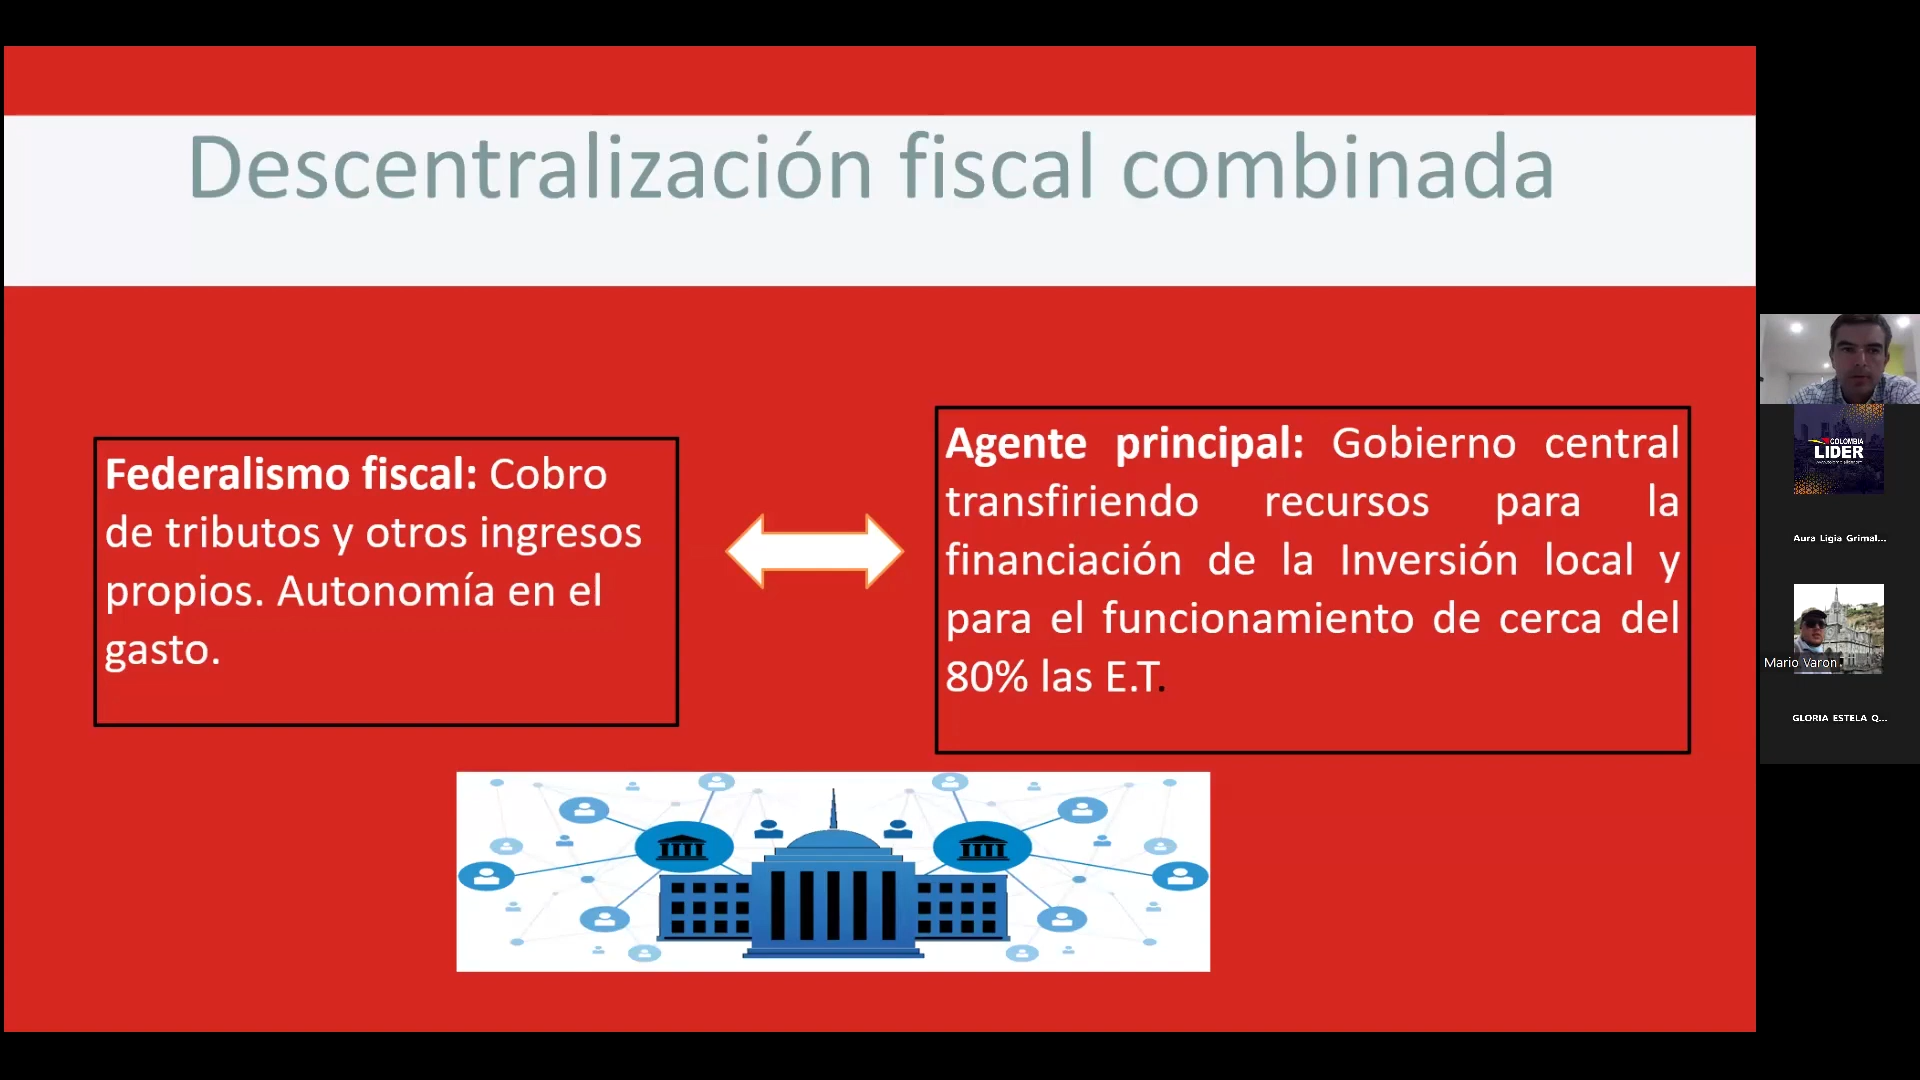 Descentralización fiscal combinada
Federalismo fiscal: Cobro
de tributos y otros ingresos
propios. Autonomía en el
gasto.
Agente principal: Gobierno central
transfiriendo recursos para la
financiación de la Inversión local y
para el funcionamiento de cerca del
80% las E.T.
COLOMBIA
LIDER
Aura Ligia Grimal...
Mario Varon
GLORIA ESTELA Q...